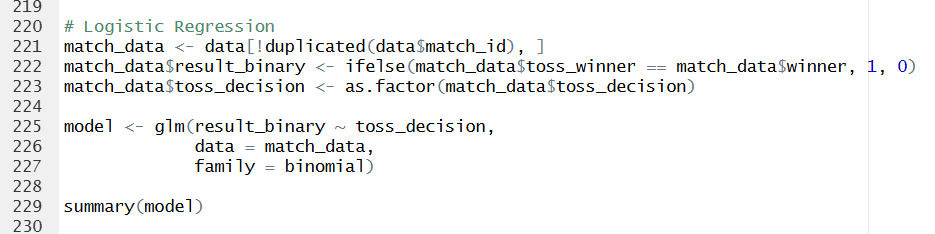 219
220 # Logistic Regression
221 match_data <- data[!duplicated(data$match_id), ]
222 match_data$result_binary <- ifelse(match_data$toss_winner == match_data$winner, 1, 0)
223 match_data$toss_decision <- as.factor(match_data$toss_decision)
224
225 model <- glm(result_binary ~ toss_decision,
226              data = match_data,
227              family = binomial)
228
229 summary(model)
230